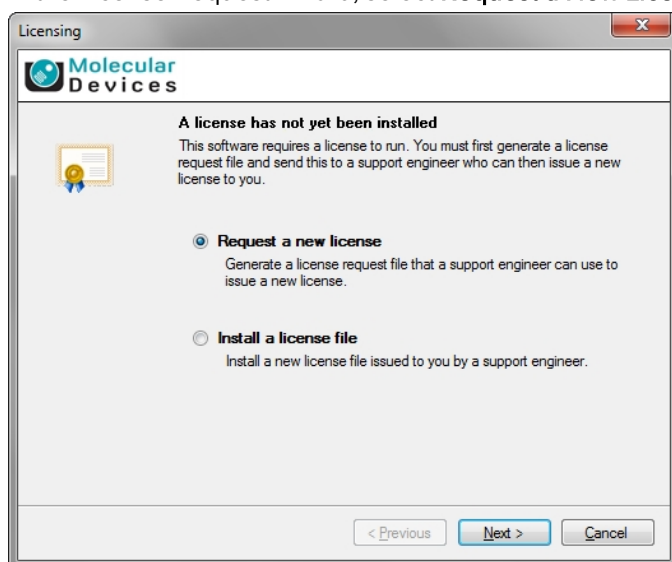 Licensing
Molecular
Devices
A license has not yet been installed
This software requires a license to run. You must first generate a license
request file and send this to a support engineer who can then issue a new
license to you.
Request a new license
Generate a license request file that a support engineer can use to
issue a new license.
Install a license file
Install a new license file issued to you by a support engineer.
< Previous
Next >
Cancel